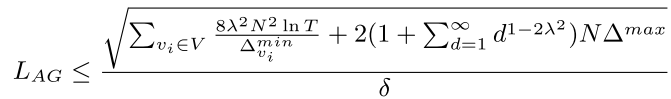 $$L_{AG} \leq \frac{\sqrt{\sum_{v_i \in V} \frac{8\lambda^2 N^2 \ln T}{\Delta_{v_i}^{min}} + 2(1 + \sum_{d=1}^{\infty} d^{1-2\lambda^2}) N \Delta^{max}}}{\delta}$$